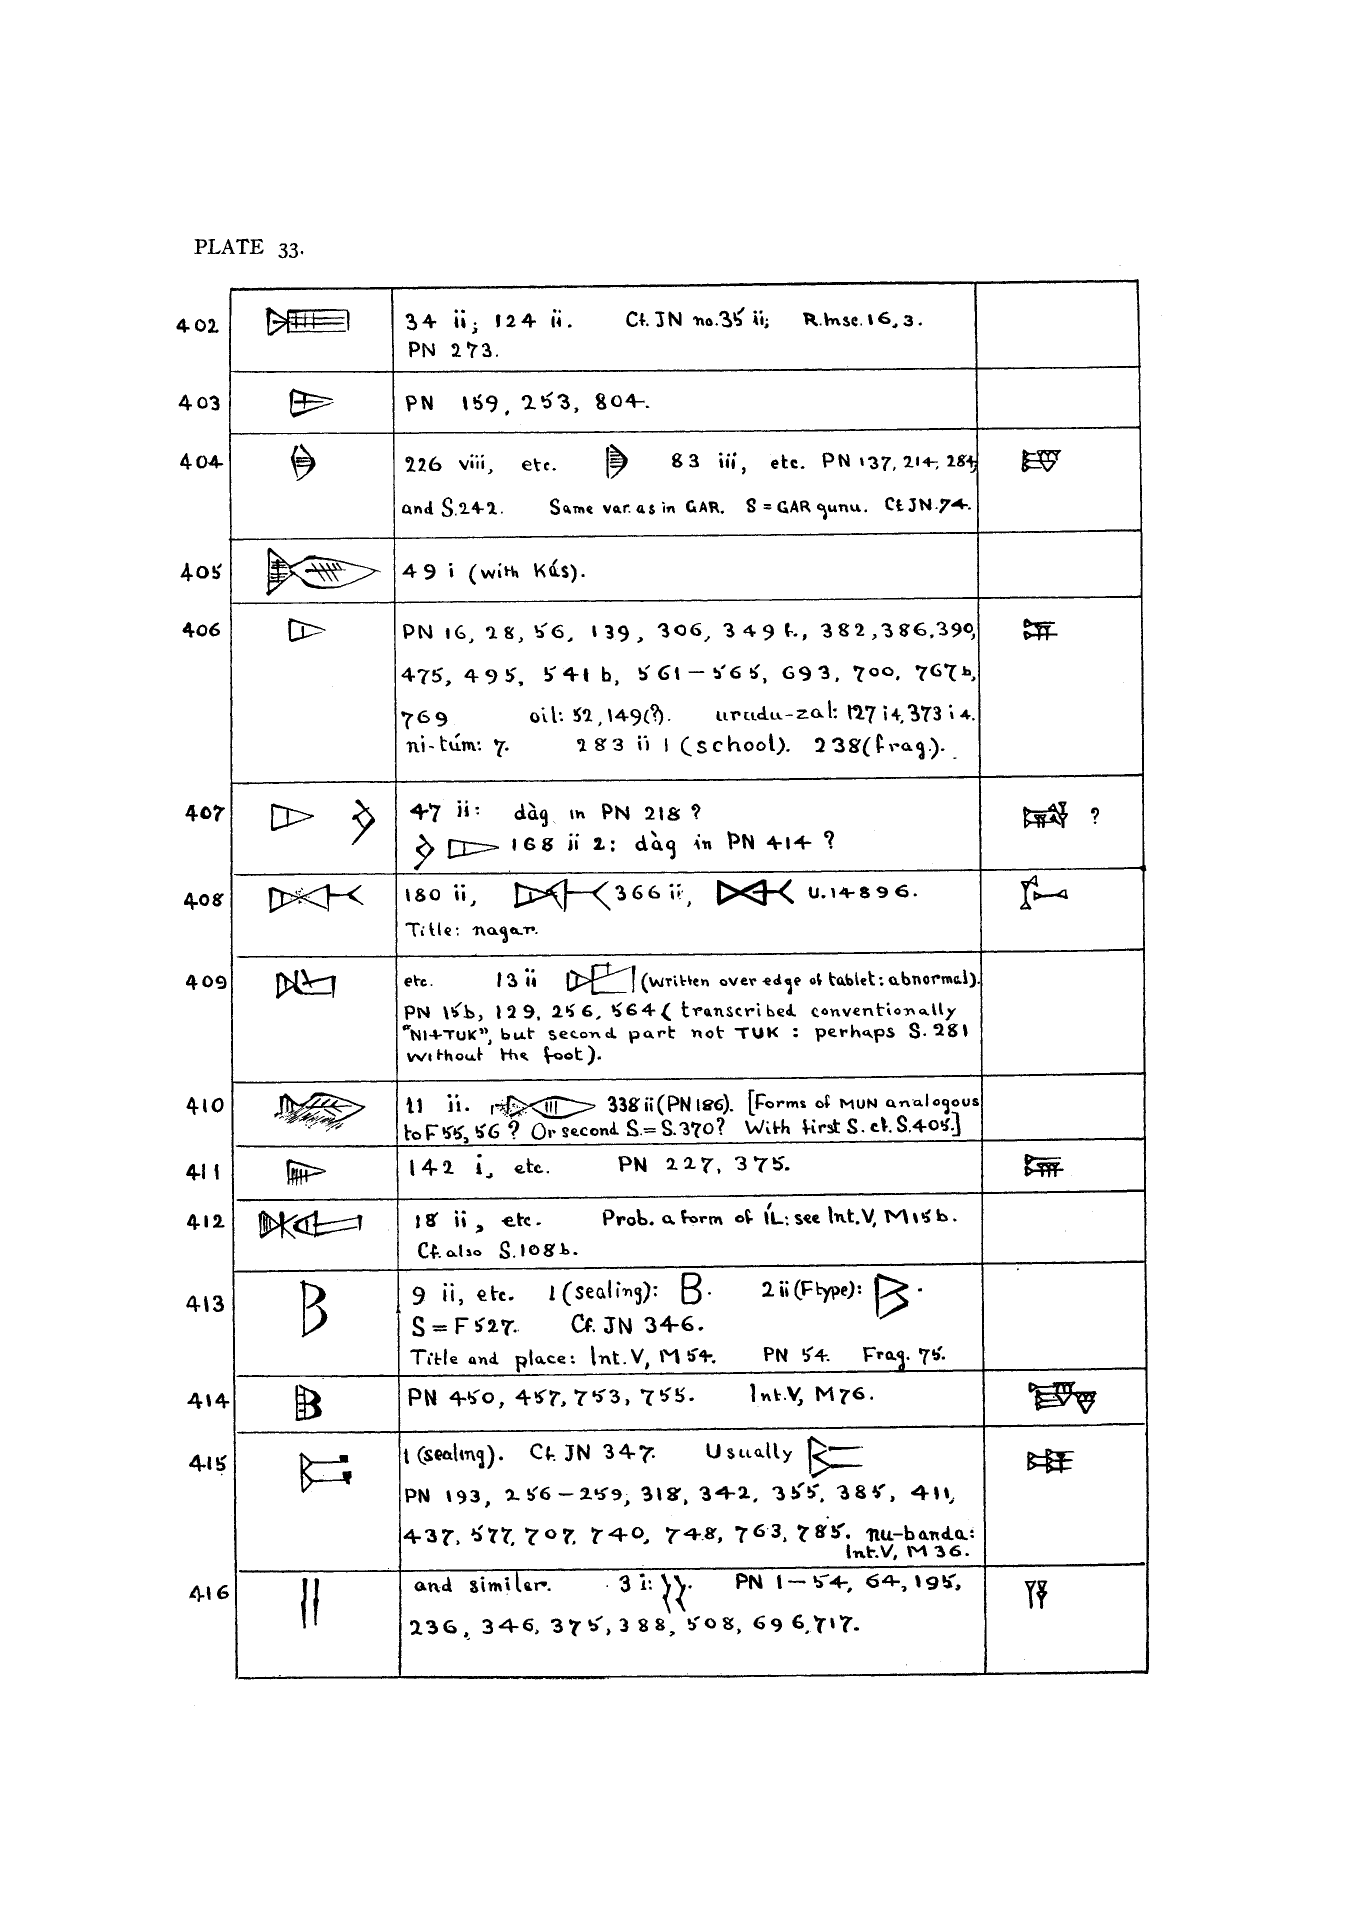 PLATE 33.
402 34 ii; 124 ii. Cf. JN no. 35 ii; R. Insc. 16, 3.
PN 273.
403 PN 159, 253, 804.
404 226 viii, etc. 83 iii, etc. PN 137, 214, 284,
and S. 242. Same var. as in GAR. S = GAR gunu. Cf. JN. 74.
405 49 i (with Kás).
406 PN 16, 28, 56, 139, 306, 349 f., 382, 386, 390,
475, 495, 541 b, 561–565, 693, 700, 767 b,
769 oil: 52, 149(?). urudu-zal: 127 i 4, 373 i 4.
ni-túm: 7. 283 ii 1 (school). 238 (frag.).
407 47 ii: dàg in PN 218 ? ?
168 ii 2: dàg in PN 414 ?
408 180 ii, 366 ii, U. 14896.
Title: nagar.
409 etc. 13 ii (written over edge of tablet: abnormal).
PN 15b, 129, 256, 564 (transcribed conventionally
"NI+TUK", but second part not TUK : perhaps S. 281
without the foot).
410 11 ii. 338 ii (PN 186). [Forms of MUN analogous
to F 55, 56 ? Or second S. = S. 370? With first S. cf. S. 405.]
411 142 i, etc. PN 227, 375.
412 18 ii, etc. Prob. a form of ÍL: see Int. V, M 15 b.
Cf. also S. 108 b.
413 9 ii, etc. 1 (sealing): 2 ii (F type):
S = F 527. Cf. JN 346.
Title and place: Int. V, M 54. PN 54. Frag. 75.
414 PN 450, 457, 753, 755. Int. V, M 76.
415 1 (sealing). Cf. JN 347. Usually
PN 193, 256–259, 318, 342, 355, 385, 411,
437, 577, 707, 740, 748, 763, 785. nu-banda:
Int. V, M 36.
416 and similar. 3 i: PN 1–54, 64, 195,
236, 346, 375, 388, 508, 696, 717.